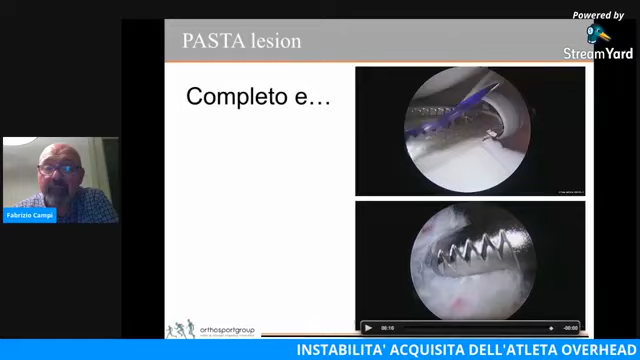 PASTA lesion
Powered by
StreamYard
Completo e…
Fabrizio Campi
00:10
-00:00
orthosportgroup
INSTABILITA' ACQUISITA DELL'ATLETA OVERHEAD